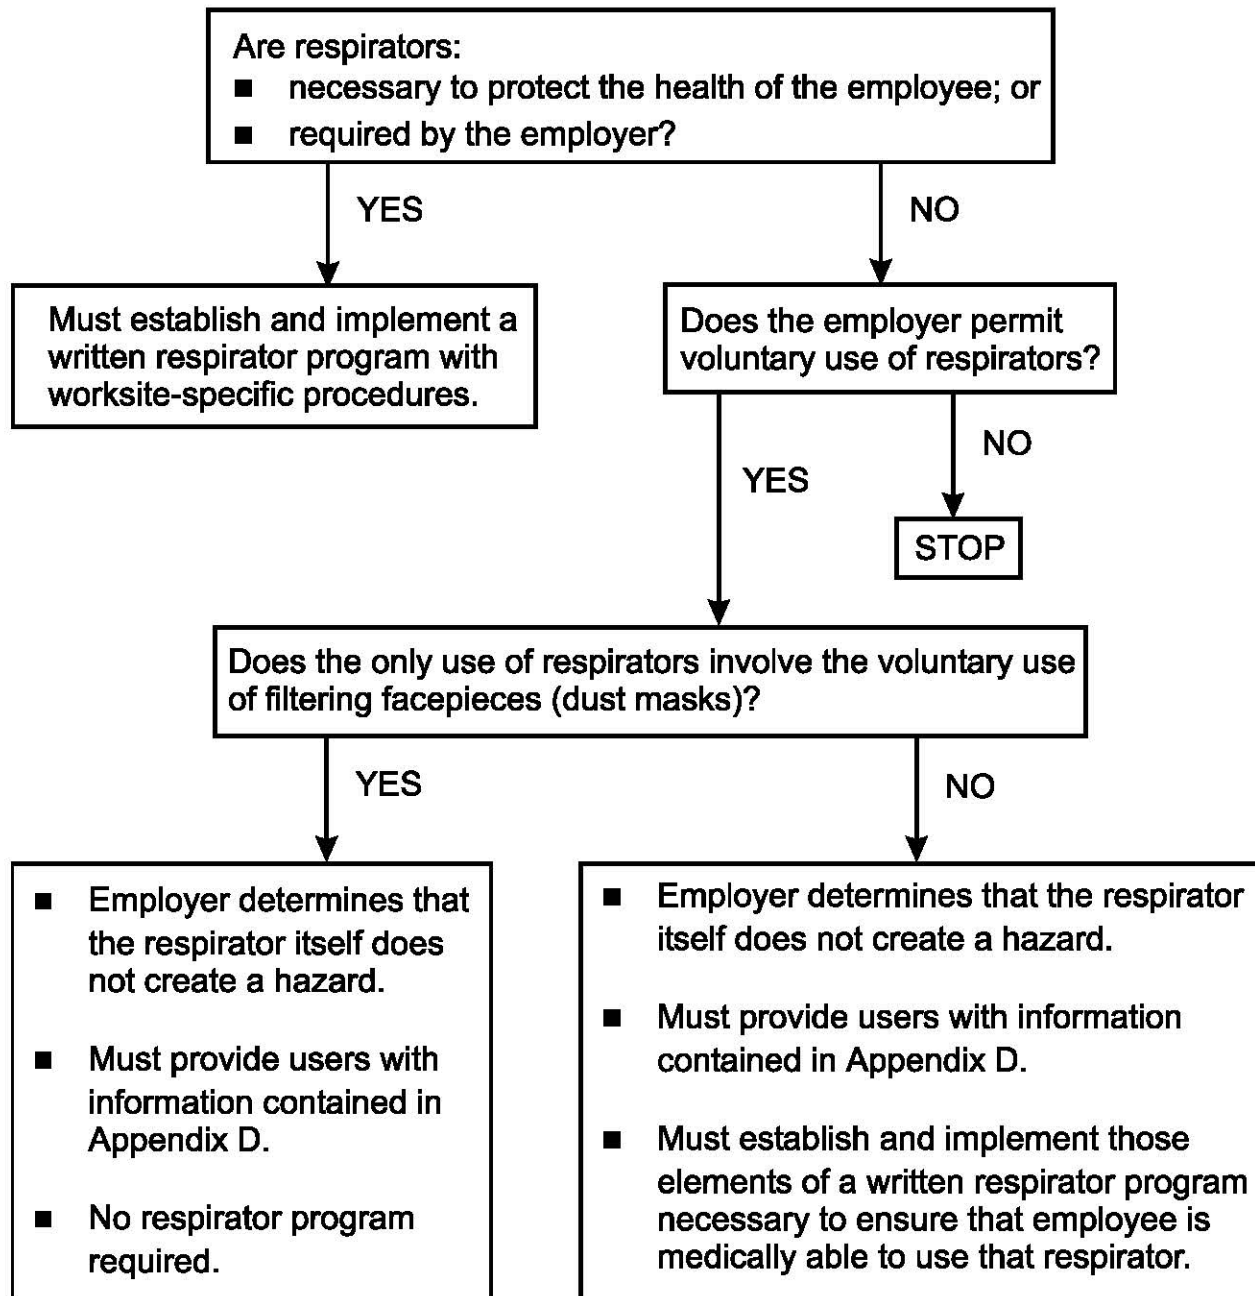 Are respirators:
■ necessary to protect the health of the employee; or
■ required by the employer?
YES
NO
Must establish and implement a
written respirator program with
worksite-specific procedures.
Does the employer permit
voluntary use of respirators?
YES
NO
STOP
Does the only use of respirators involve the voluntary use
of filtering facepieces (dust masks)?
YES
NO
■ Employer determines that
the respirator itself does
not create a hazard.
■ Must provide users with
information contained in
Appendix D.
■ No respirator program
required.
■ Employer determines that the respirator
itself does not create a hazard.
■ Must provide users with information
contained in Appendix D.
■ Must establish and implement those
elements of a written respirator program
necessary to ensure that employee is
medically able to use that respirator.